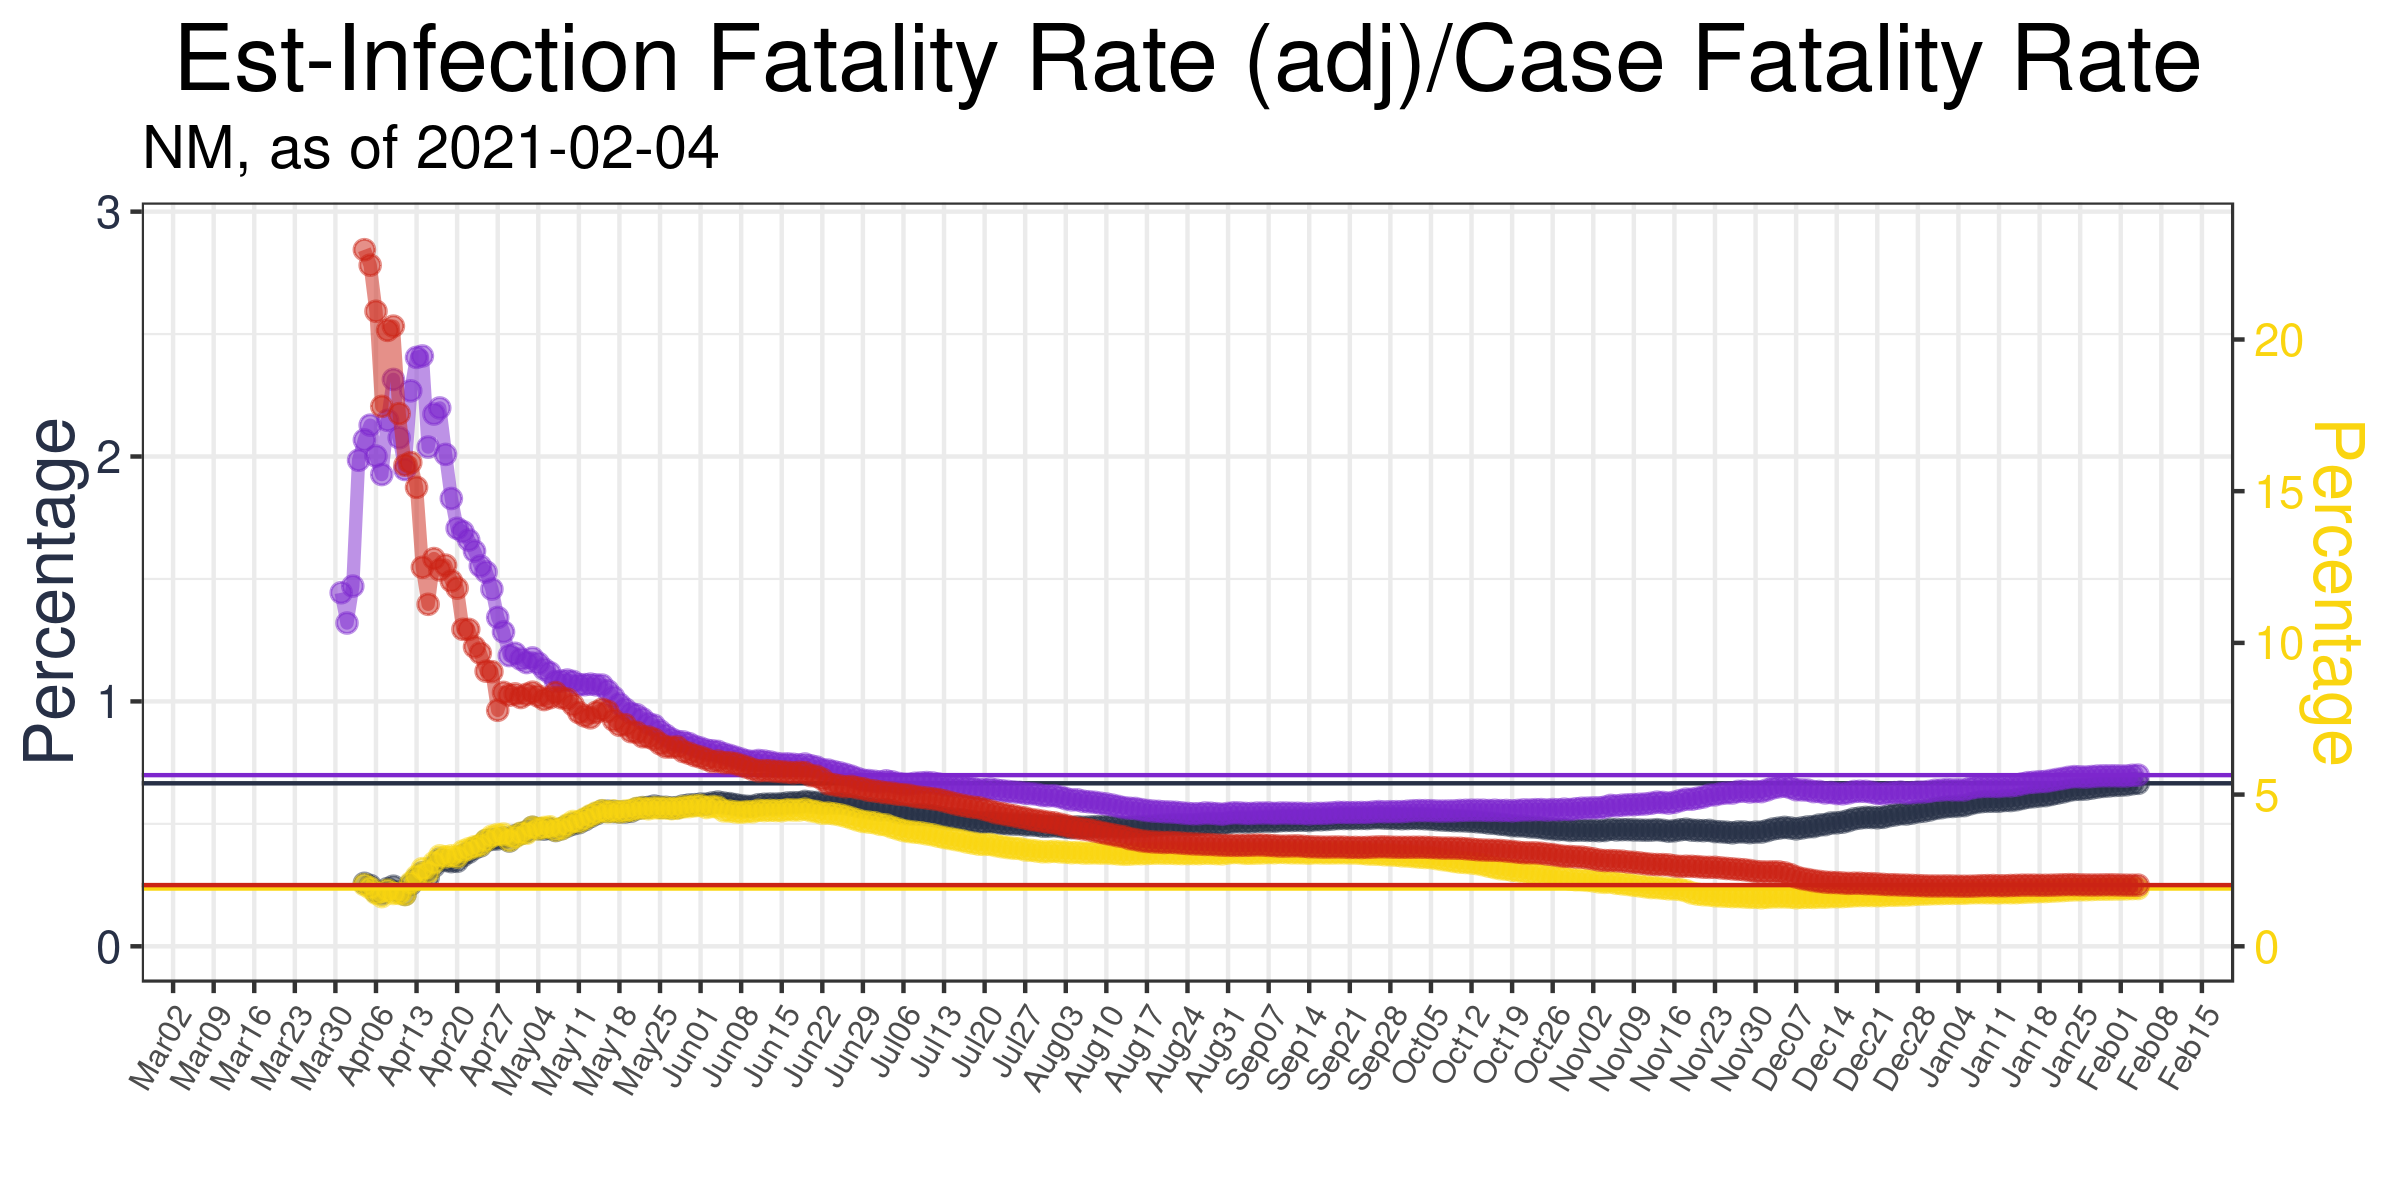 Est-Infection Fatality Rate (adj)/Case Fatality Rate
NM, as of 2021-02-04
Percentage
3
2
1
0
20
15
10
5
0
Percentage
Mar02
Mar09
Mar16
Mar23
Mar30
Apr06
Apr13
Apr20
Apr27
May04
May11
May18
May25
Jun01
Jun08
Jun15
Jun22
Jun29
Jul06
Jul13
Jul20
Jul27
Aug03
Aug10
Aug17
Aug24
Aug31
Sep07
Sep14
Sep21
Sep28
Oct05
Oct12
Oct19
Oct26
Nov02
Nov09
Nov16
Nov23
Nov30
Dec07
Dec14
Dec21
Dec28
Jan04
Jan11
Jan18
Jan25
Feb01
Feb08
Feb15